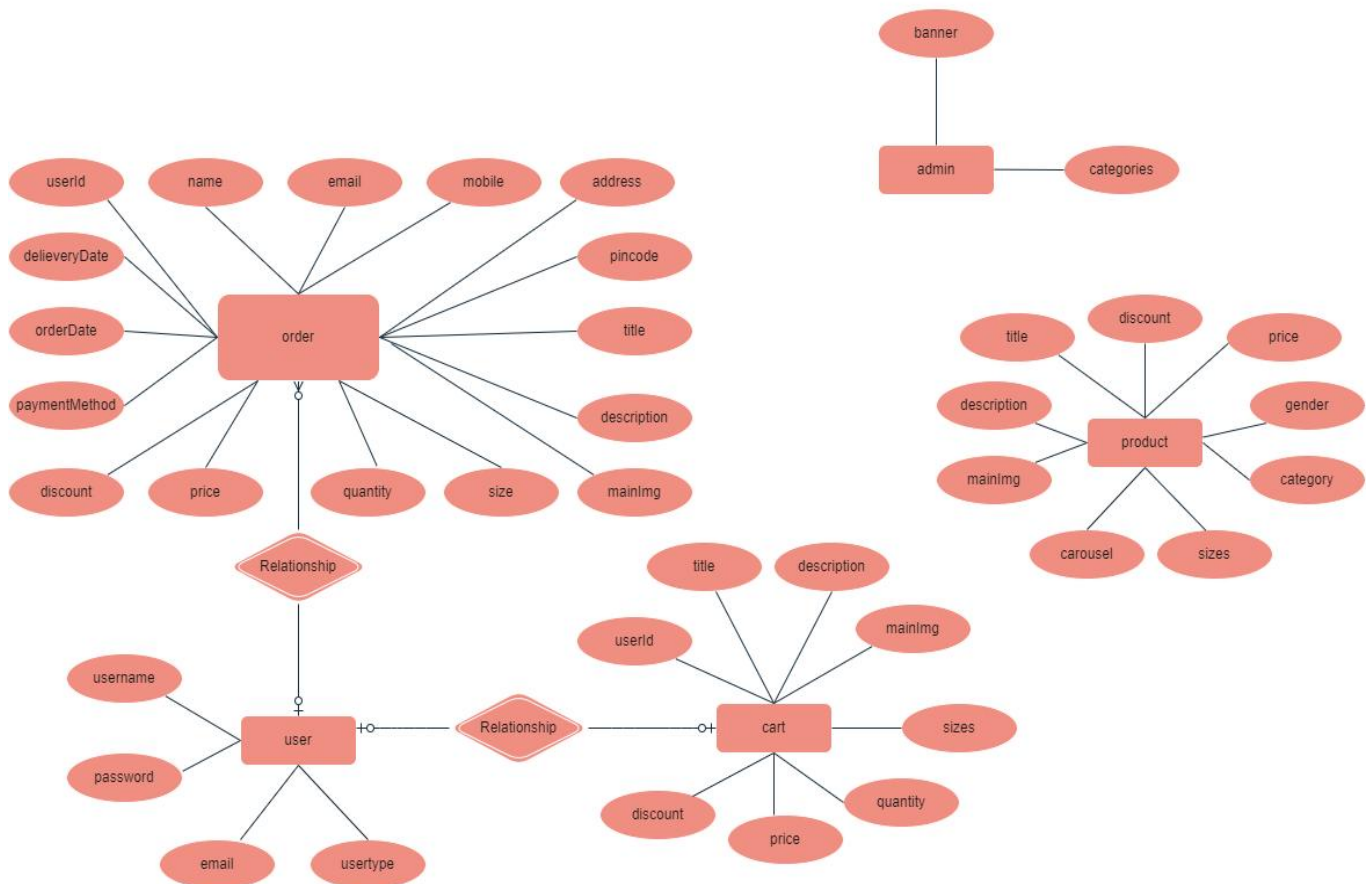 banner
admin
categories
userId
name
email
mobile
address
delieveryDate
pincode
orderDate
order
title
paymentMethod
description
discount
price
quantity
size
mainImg
title
discount
price
description
gender
product
mainImg
category
carousel
sizes
Relationship
title
description
userId
mainImg
username
user
Relationship
cart
sizes
password
discount
quantity
price
email
usertype